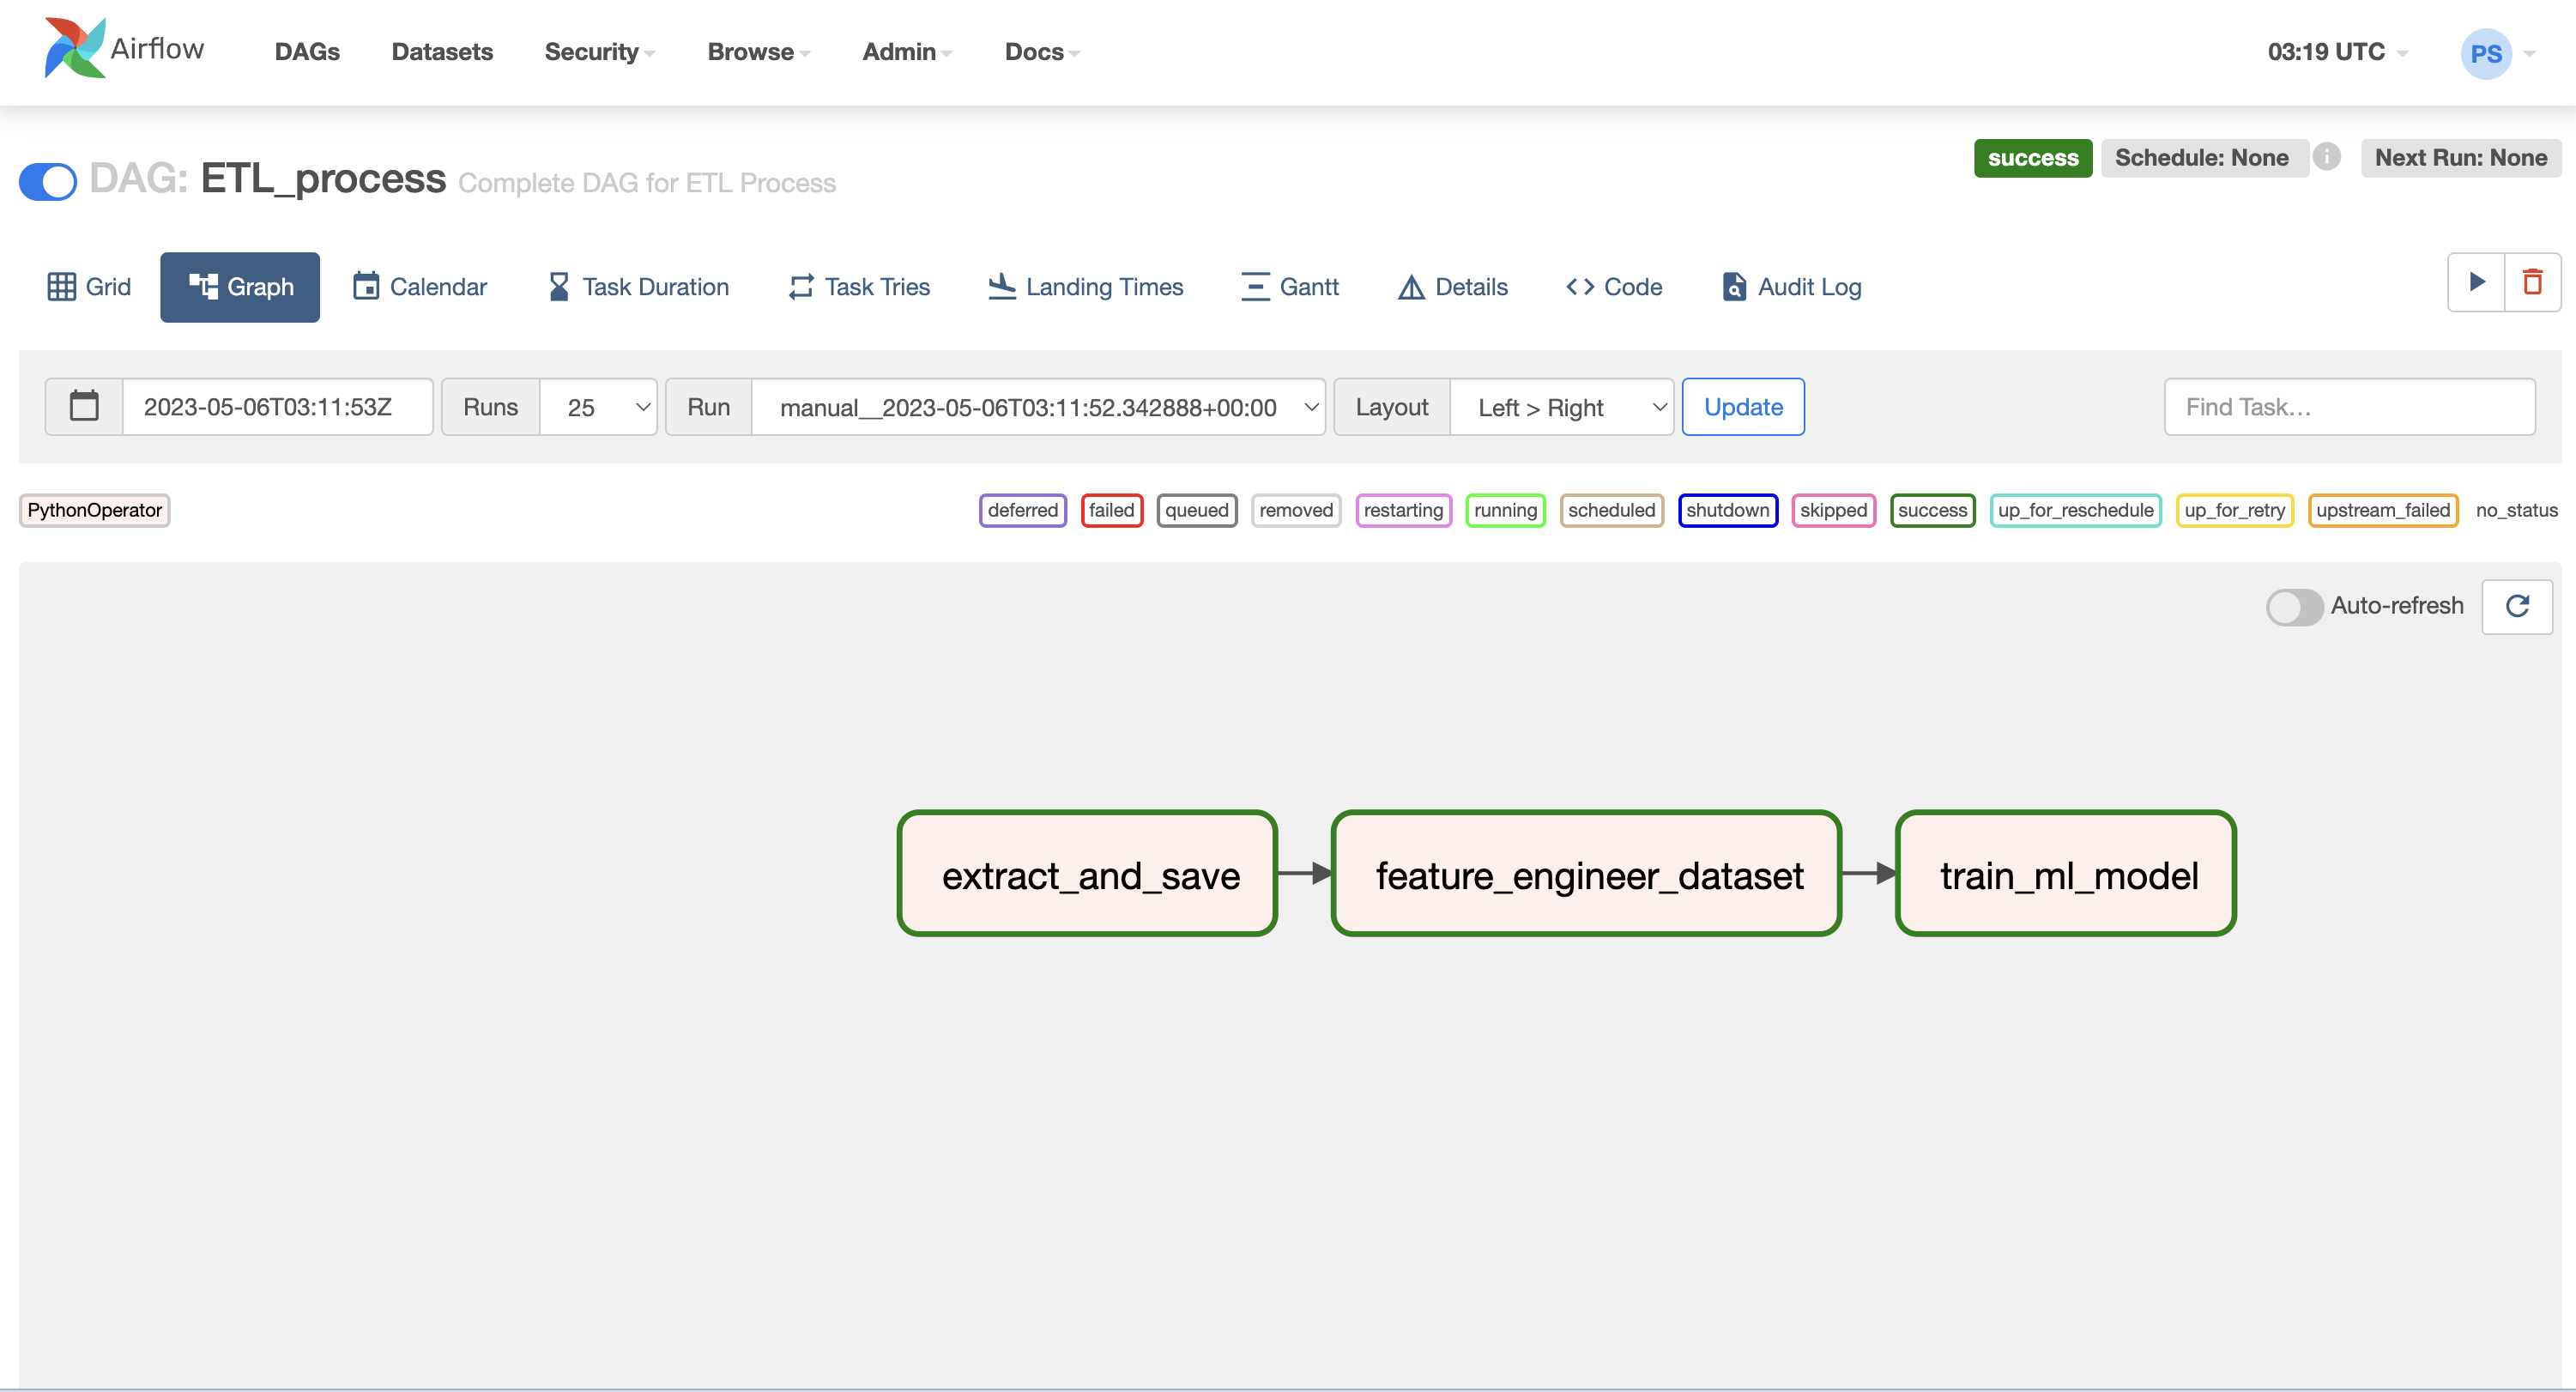 Airflow DAGs Datasets Security Browse Admin Docs 03:19 UTC PS
success Schedule: None i Next Run: None
DAG: ETL_process Complete DAG for ETL Process
Grid Graph Calendar Task Duration Task Tries Landing Times Gantt Details Code Audit Log
2023-05-06T03:11:53Z Runs 25 Run manual__2023-05-06T03:11:52.342888+00:00 Layout Left > Right Update Find Task…
PythonOperator deferred failed queued removed restarting running scheduled shutdown skipped success up_for_reschedule up_for_retry upstream_failed no_status
Auto-refresh
extract_and_save feature_engineer_dataset train_ml_model